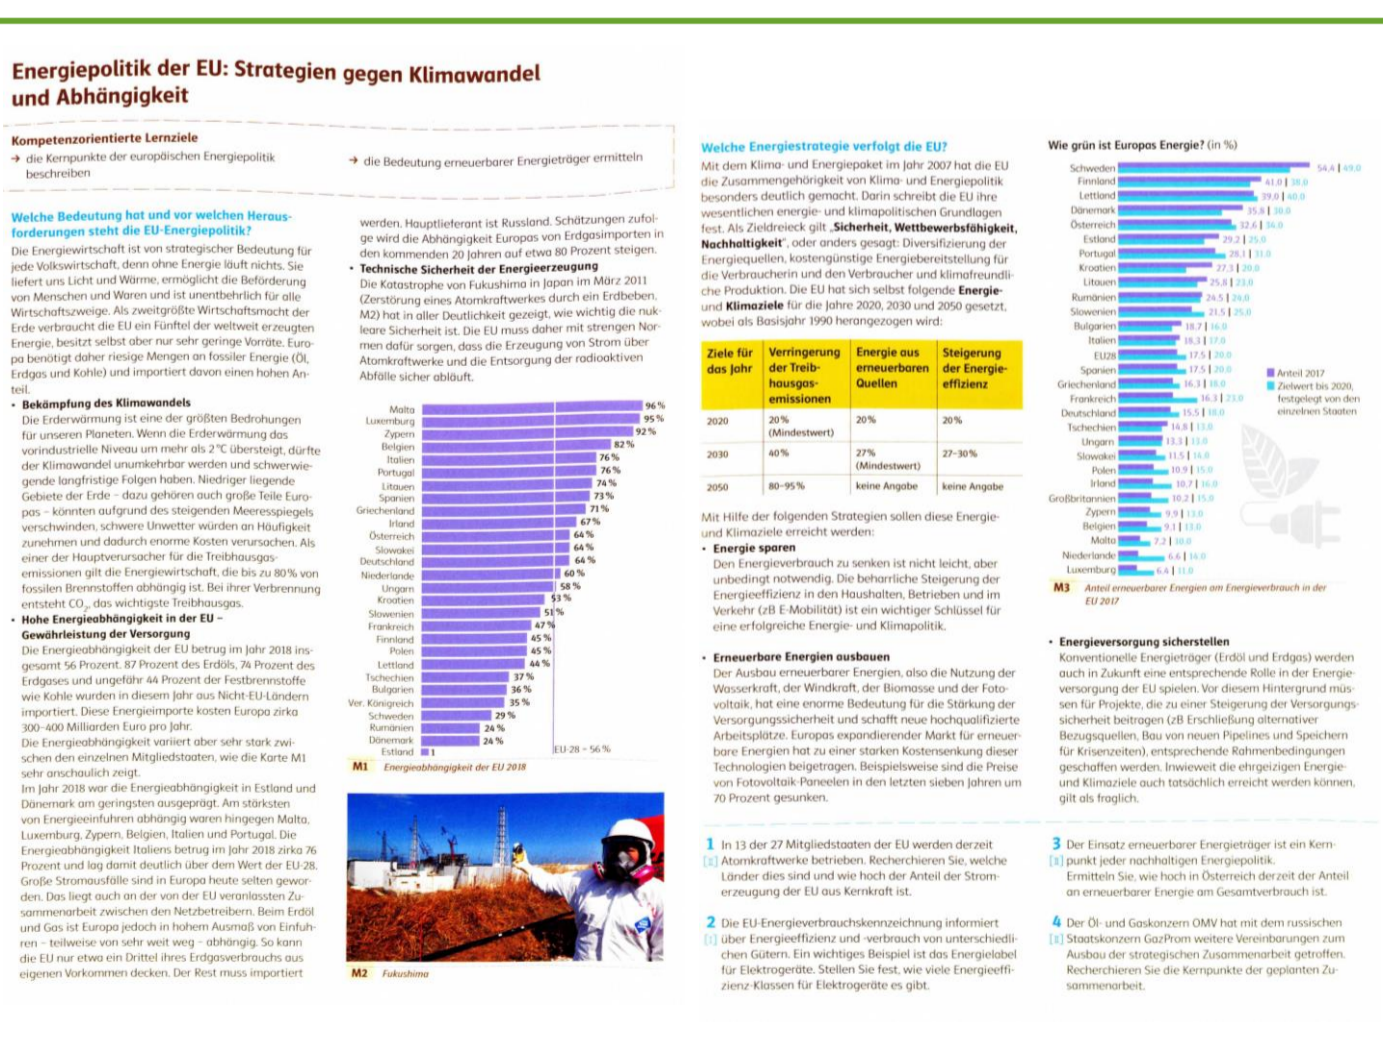 Energiepolitik der EU: Strategien gegen Klimawandel
und Abhängigkeit
Kompetenzorientierte Lernziele
→ die Kernpunkte der europäischen Energiepolitik
beschreiben
→ die Bedeutung erneuerbarer Energieträger ermitteln
Welche Bedeutung hat und vor welchen Heraus-
forderungen steht die EU-Energiepolitik?
Die Energiewirtschaft ist von strategischer Bedeutung für
jede Volkswirtschaft, denn ohne Energie läuft nichts. Sie
liefert uns Licht und Wärme, ermöglicht die Beförderung
von Menschen und Waren und ist unentbehrlich für alle
Wirtschaftszweige. Als zweitgrößte Wirtschaftsmacht der
Erde verbraucht die EU ein Fünftel der weltweit erzeugten
Energie, besitzt selbst aber nur sehr geringe Vorräte. Euro-
pa benötigt daher riesige Mengen an fossiler Energie (Öl,
Erdgas und Kohle) und importiert davon einen hohen An-
teil.
• Bekämpfung des Klimawandels
Die Erderwärmung ist eine der größten Bedrohungen
für unseren Planeten. Wenn die Erderwärmung das
vorindustrielle Niveau um mehr als 2 °C übersteigt, dürfte
der Klimawandel unumkehrbar werden und schwerwie-
gende langfristige Folgen haben. Niedriger liegende
Gebiete der Erde – dazu gehören auch große Teile Euro-
pas – könnten aufgrund des steigenden Meeresspiegels
verschwinden, schwere Unwetter würden an Häufigkeit
zunehmen und dadurch enorme Kosten verursachen. Als
einer der Hauptverursacher für die Treibhausgas-
emissionen gilt die Energiewirtschaft, die bis zu 80% von
fossilen Brennstoffen abhängig ist. Bei ihrer Verbrennung
entsteht CO₂, das wichtigste Treibhausgas.
• Hohe Energieabhängigkeit in der EU –
Gewährleistung der Versorgung
Die Energieabhängigkeit der EU betrug im Jahr 2018 ins-
gesamt 56 Prozent. 87 Prozent des Erdöls, 74 Prozent des
Erdgases und ungefähr 44 Prozent der Festbrennstoffe
wie Kohle wurden in diesem Jahr aus Nicht-EU-Ländern
importiert. Diese Energieimporte kosten Europa zirka
300–400 Milliarden Euro pro Jahr.
Die Energieabhängigkeit variiert aber sehr stark zwi-
schen den einzelnen Mitgliedstaaten, wie die Karte M1
sehr anschaulich zeigt.
Im Jahr 2018 war die Energieabhängigkeit in Estland und
Dänemark am geringsten ausgeprägt. Am stärksten
von Energieeinfuhren abhängig waren hingegen Malta,
Luxemburg, Zypern, Belgien, Italien und Portugal. Die
Energieabhängigkeit Italiens betrug im Jahr 2018 zirka 76
Prozent und lag damit deutlich über dem Wert der EU-28.
Große Stromausfälle sind in Europa heute selten gewor-
den. Das liegt auch an der von der EU veranlassten Zu-
sammenarbeit zwischen den Netzbetreibern. Beim Erdöl
und Gas ist Europa jedoch in hohem Ausmaß von Einfuh-
ren – teilweise von sehr weit weg – abhängig. So kann
die EU nur etwa ein Drittel ihres Erdgasverbrauchs aus
eigenen Vorkommen decken. Der Rest muss importiert
werden. Hauptlieferant ist Russland. Schätzungen zufol-
ge wird die Abhängigkeit Europas von Erdgasimporten in
den kommenden 20 Jahren auf etwa 80 Prozent steigen.
• Technische Sicherheit der Energieerzeugung
Die Katastrophe von Fukushima in Japan im März 2011
(Zerstörung eines Atomkraftwerkes durch ein Erdbeben,
M2) hat in aller Deutlichkeit gezeigt, wie wichtig die nuk-
leare Sicherheit ist. Die EU muss daher mit strengen Nor-
men dafür sorgen, dass die Erzeugung von Strom über
Atomkraftwerke und die Entsorgung der radioaktiven
Abfälle sicher abläuft.
Malta 96 %
Luxemburg 95 %
Zypern 92 %
Belgien 82 %
Italien 76 %
Portugal 76 %
Litauen 74 %
Spanien 73 %
Griechenland 71 %
Irland 67 %
Österreich 64 %
Slowakei 64 %
Deutschland 64 %
Niederlande 60 %
Ungarn 58 %
Kroatien 53 %
Slowenien 51 %
Frankreich 47 %
Finnland 45 %
Polen 45 %
Lettland 44 %
Tschechien 37 %
Bulgarien 36 %
Ver. Königreich 35 %
Schweden 29 %
Rumänien 24 %
Dänemark 24 %
Estland 1
EU-28 – 56 %
M1 Energieabhängigkeit der EU 2018
M2 Fukushima
Welche Energiestrategie verfolgt die EU?
Mit dem Klima- und Energiepaket im Jahr 2007 hat die EU
die Zusammengehörigkeit von Klima- und Energiepolitik
besonders deutlich gemacht. Darin schreibt die EU ihre
wesentlichen energie- und klimapolitischen Grundlagen
fest. Als Zieldreieck gilt „Sicherheit, Wettbewerbsfähigkeit,
Nachhaltigkeit“, oder anders gesagt: Diversifizierung der
Energiequellen, kostengünstige Energiebereitstellung für
die Verbraucherin und den Verbraucher und klimafreundli-
che Produktion. Die EU hat sich selbst folgende Energie-
und Klimaziele für die Jahre 2020, 2030 und 2050 gesetzt,
wobei als Basisjahr 1990 herangezogen wird:
Ziele für das Jahr | Verringerung der Treib-hausgas-emissionen | Energie aus erneuerbaren Quellen | Steigerung der Energie-effizienz
2020 | 20% (Mindestwert) | 20% | 20%
2030 | 40% | 27% (Mindestwert) | 27-30%
2050 | 80-95% | keine Angabe | keine Angabe
Mit Hilfe der folgenden Strategien sollen diese Energie-
und Klimaziele erreicht werden:
• Energie sparen
Den Energieverbrauch zu senken ist nicht leicht, aber
unbedingt notwendig. Die beharrliche Steigerung der
Energieeffizienz in den Haushalten, Betrieben und im
Verkehr (zB E-Mobilität) ist ein wichtiger Schlüssel für
eine erfolgreiche Energie- und Klimapolitik.
• Erneuerbare Energien ausbauen
Der Ausbau erneuerbarer Energien, also die Nutzung der
Wasserkraft, der Windkraft, der Biomasse und der Foto-
voltaik, hat eine enorme Bedeutung für die Stärkung der
Versorgungssicherheit und schafft neue hochqualifizierte
Arbeitsplätze. Europas expandierender Markt für erneuer-
bare Energien hat zu einer starken Kostensenkung dieser
Technologien beigetragen. Beispielsweise sind die Preise
von Fotovoltaik-Paneelen in den letzten sieben Jahren um
70 Prozent gesunken.
Wie grün ist Europas Energie? (in %)
Schweden 54,4 | 49,0
Finnland 41,0 | 38,0
Lettland 39,0 | 40,0
Dänemark 35,8 | 30,0
Österreich 32,6 | 34,0
Estland 29,2 | 25,0
Portugal 28,1 | 31,0
Kroatien 27,3 | 20,0
Litauen 25,8 | 23,0
Rumänien 24,5 | 24,0
Slowenien 21,5 | 25,0
Bulgarien 18,7 | 16,0
Italien 18,3 | 17,0
EU28 17,5 | 20,0
Spanien 17,5 | 20,0
Griechenland 16,3 | 18,0
Frankreich 16,3 | 23,0
Deutschland 15,5 | 18,0
Tschechien 14,8 | 13,0
Ungarn 13,3 | 13,0
Slowakei 11,5 | 14,0
Polen 10,9 | 15,0
Irland 10,7 | 16,0
Großbritannien 10,2 | 15,0
Zypern 9,9 | 13,0
Belgien 9,1 | 13,0
Malta 7,2 | 10,0
Niederlande 6,6 | 14,0
Luxemburg 6,4 | 11,0
Anteil 2017
Zielwert bis 2020,
festgelegt von den
einzelnen Staaten
M3 Anteil erneuerbarer Energien am Energieverbrauch in der
EU 2017
• Energieversorgung sicherstellen
Konventionelle Energieträger (Erdöl und Erdgas) werden
auch in Zukunft eine entsprechende Rolle in der Energie-
versorgung der EU spielen. Vor diesem Hintergrund müs-
sen für Projekte, die zu einer Steigerung der Versorgungs-
sicherheit beitragen (zB Erschließung alternativer
Bezugsquellen, Bau von neuen Pipelines und Speichern
für Krisenzeiten), entsprechende Rahmenbedingungen
geschaffen werden. Inwieweit die ehrgeizigen Energie-
und Klimaziele auch tatsächlich erreicht werden können,
gilt als fraglich.
1 In 13 der 27 Mitgliedstaaten der EU werden derzeit
[II] Atomkraftwerke betrieben. Recherchieren Sie, welche
Länder dies sind und wie hoch der Anteil der Strom-
erzeugung der EU aus Kernkraft ist.
2 Die EU-Energieverbrauchskennzeichnung informiert
[I] über Energieeffizienz und -verbrauch von unterschiedli-
chen Gütern. Ein wichtiges Beispiel ist das Energielabel
für Elektrogeräte. Stellen Sie fest, wie viele Energieeffi-
zienz-Klassen für Elektrogeräte es gibt.
3 Der Einsatz erneuerbarer Energieträger ist ein Kern-
[II] punkt jeder nachhaltigen Energiepolitik.
Ermitteln Sie, wie hoch in Österreich derzeit der Anteil
an erneuerbarer Energie am Gesamtverbrauch ist.
4 Der Öl- und Gaskonzern OMV hat mit dem russischen
[II] Staatskonzern GazProm weitere Vereinbarungen zum
Ausbau der strategischen Zusammenarbeit getroffen.
Recherchieren Sie die Kernpunkte der geplanten Zu-
sammenarbeit.